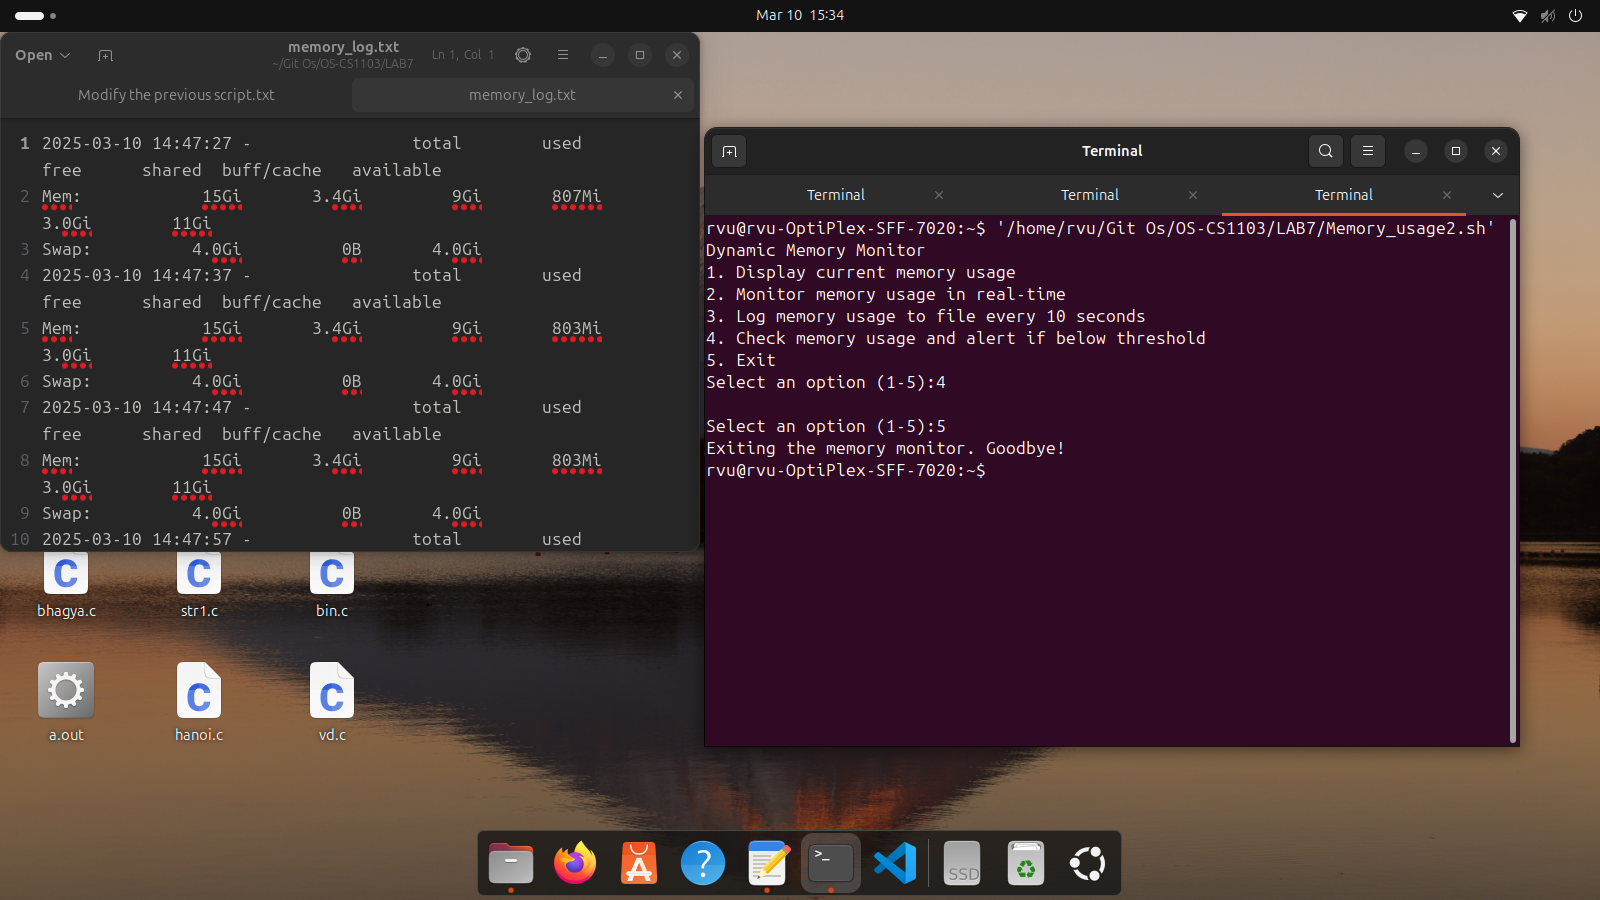 Mar 10 15:34
Open
memory_log.txt
~/Git Os/OS-CS1103/LAB7
Ln 1, Col 1
Modify the previous script.txt
memory_log.txt
1 2025-03-10 14:47:27 - total used
free shared buff/cache available
2 Mem: 15Gi 3.4Gi 9Gi 807Mi
3.0Gi 11Gi
3 Swap: 4.0Gi 0B 4.0Gi
4 2025-03-10 14:47:37 - total used
free shared buff/cache available
5 Mem: 15Gi 3.4Gi 9Gi 803Mi
3.0Gi 11Gi
6 Swap: 4.0Gi 0B 4.0Gi
7 2025-03-10 14:47:47 - total used
free shared buff/cache available
8 Mem: 15Gi 3.4Gi 9Gi 803Mi
3.0Gi 11Gi
9 Swap: 4.0Gi 0B 4.0Gi
10 2025-03-10 14:47:57 - total used
Terminal
Terminal Terminal Terminal
rvu@rvu-OptiPlex-SFF-7020:~$ '/home/rvu/Git Os/OS-CS1103/LAB7/Memory_usage2.sh'
Dynamic Memory Monitor
1. Display current memory usage
2. Monitor memory usage in real-time
3. Log memory usage to file every 10 seconds
4. Check memory usage and alert if below threshold
5. Exit
Select an option (1-5):4
Select an option (1-5):5
Exiting the memory monitor. Goodbye!
rvu@rvu-OptiPlex-SFF-7020:~$
C C C
bhagya.c str1.c bin.c
C C
a.out hanoi.c vd.c
A ? >_ SSD